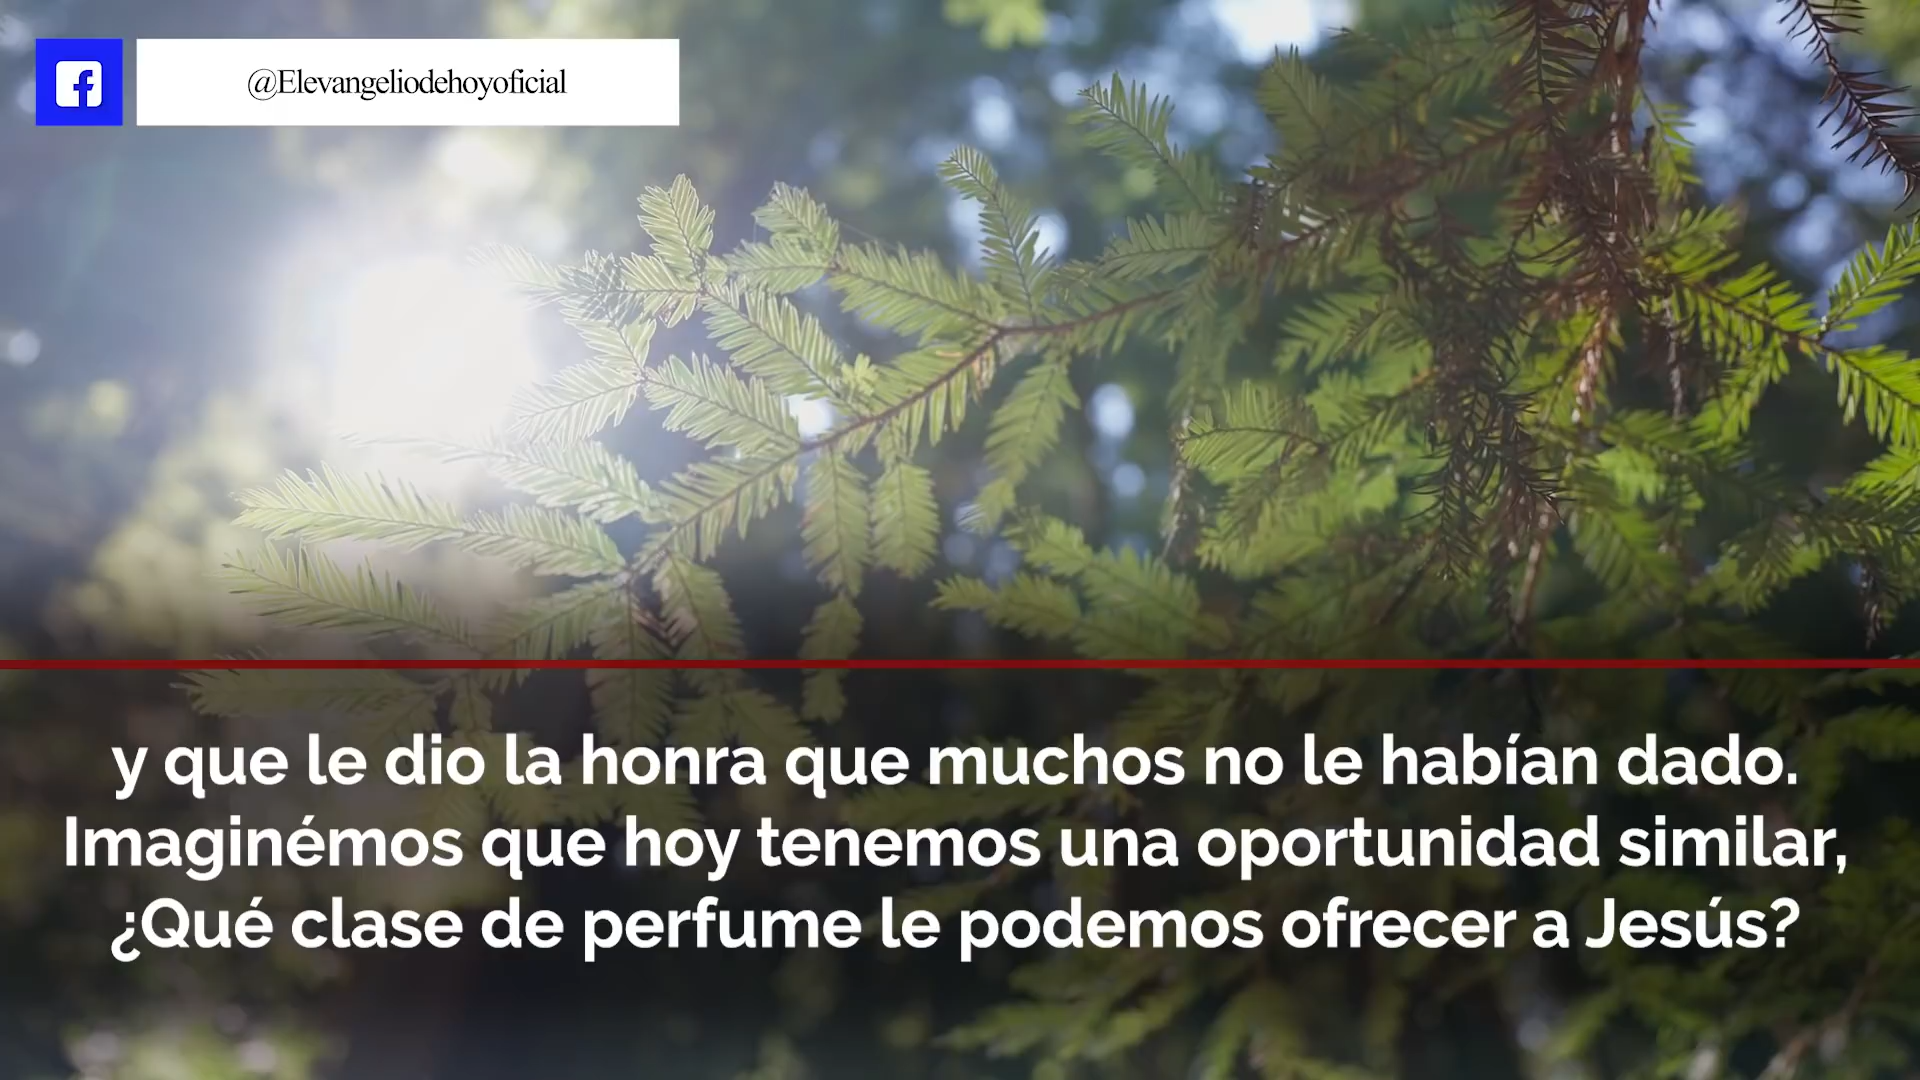 @Elevangeliodehoyoficial
y que le dio la honra que muchos no le habían dado.
Imaginémos que hoy tenemos una oportunidad similar,
¿Qué clase de perfume le podemos ofrecer a Jesús?